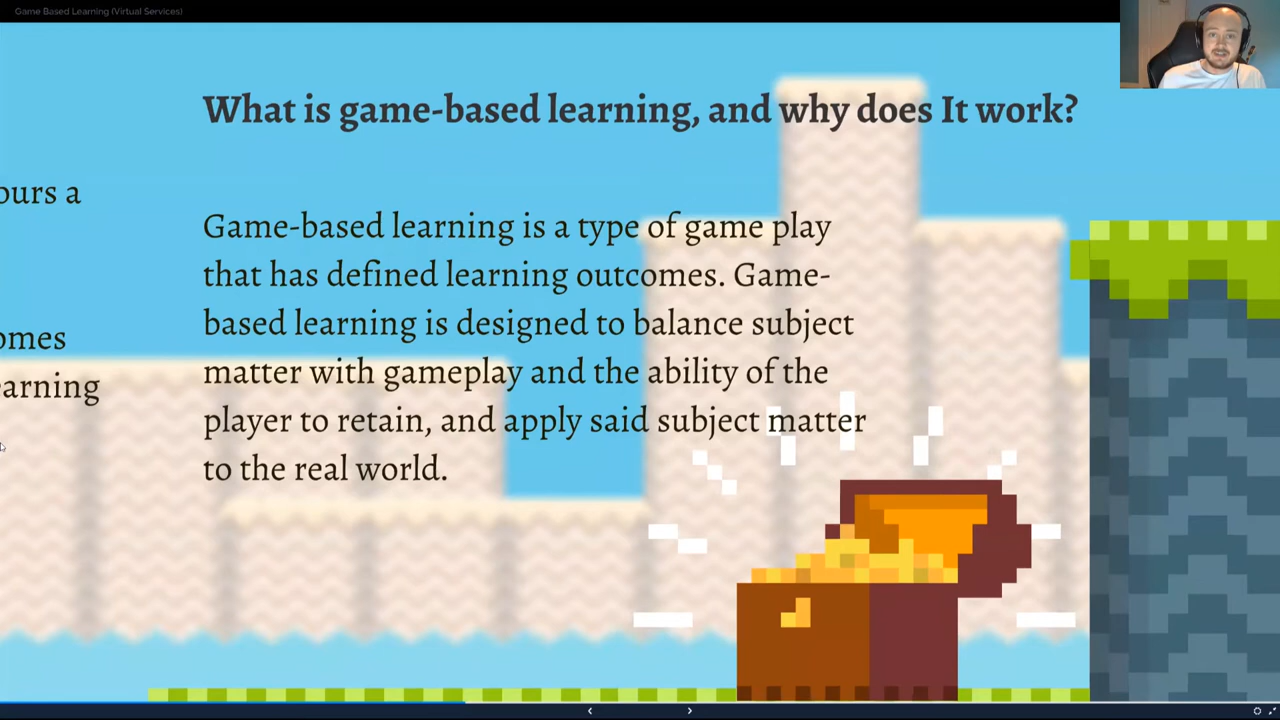 Game Based Learning (Virtual Services)
What is game-based learning, and why does It work?
Game-based learning is a type of game play
that has defined learning outcomes. Game-
based learning is designed to balance subject
matter with gameplay and the ability of the
player to retain, and apply said subject matter
to the real world.
ours a
omes
earning